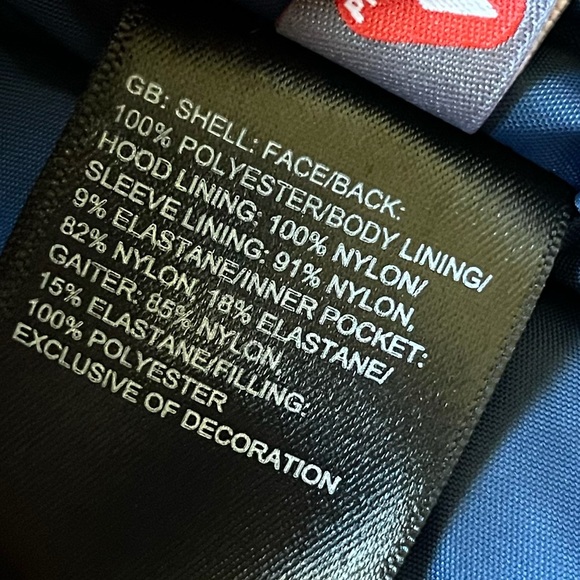 GB: SHELL: FACE/BACK:
100% POLYESTER/BODY LINING/
HOOD LINING: 100% NYLON/
SLEEVE LINING: 91% NYLON,
9% ELASTANE/INNER POCKET:
82% NYLON, 18% ELASTANE/
GAITER: 85% NYLON,
15% ELASTANE/FILLING:
100% POLYESTER
EXCLUSIVE OF DECORATION